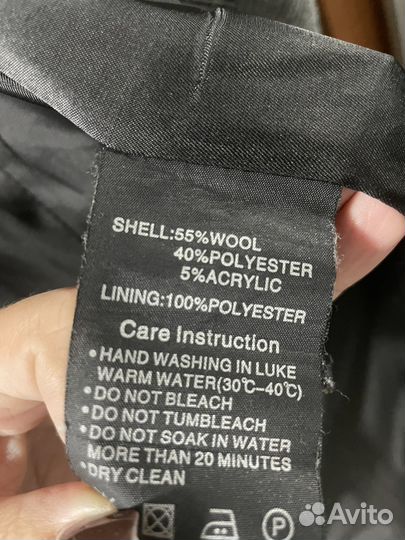 SHELL:55%WOOL
40%POLYESTER
5%ACRYLIC
LINING:100%POLYESTER
Care Instruction
•HAND WASHING IN LUKE
WARM WATER(30℃–40℃)
•DO NOT BLEACH
•DO NOT TUMBLEACH
•DO NOT SOAK IN WATER
MORE THAN 20 MINUTES
•DRY CLEAN
P
Avito